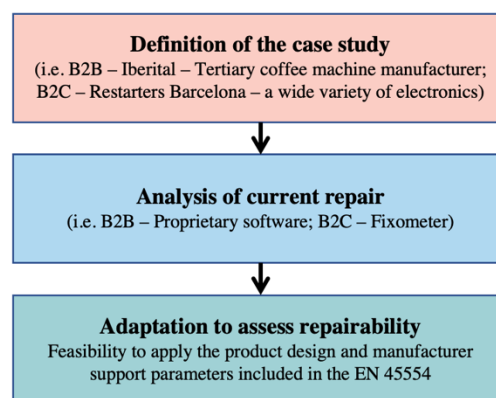 Definition of the case study
(i.e. B2B – Iberital – Tertiary coffee machine manufacturer;
B2C – Restarters Barcelona – a wide variety of electronics)
Analysis of current repair
(i.e. B2B – Proprietary software; B2C – Fixometer)
Adaptation to assess repairability
Feasibility to apply the product design and manufacturer
support parameters included in the EN 45554